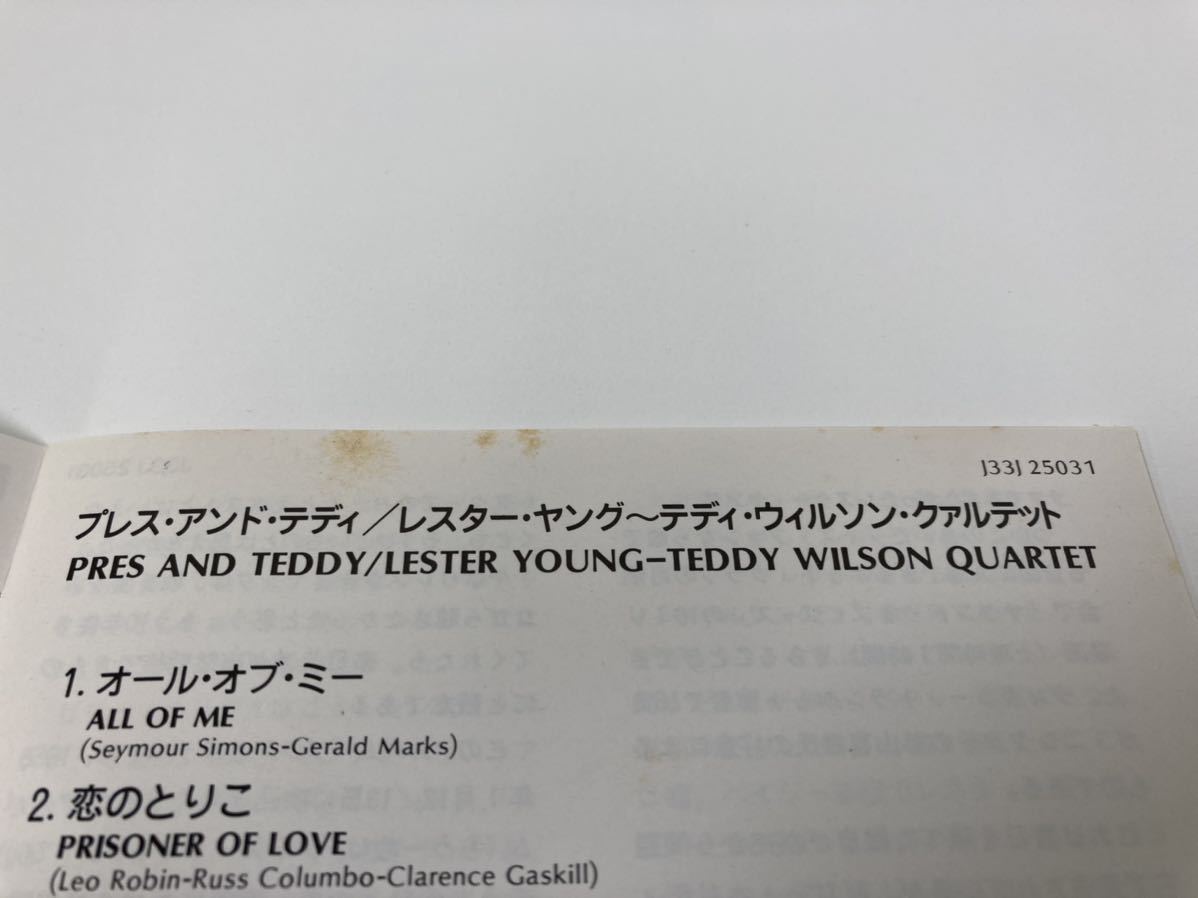 J33J 25031
プレス・アンド・テディ/レスター・ヤング〜テディ・ウィルソン・クァルテット
PRES AND TEDDY/LESTER YOUNG–TEDDY WILSON QUARTET
1. オール・オブ・ミー
ALL OF ME
(Seymour Simons-Gerald Marks)
2. 恋のとりこ
PRISONER OF LOVE
(Leo Robin-Russ Columbo-Clarence Gaskill)